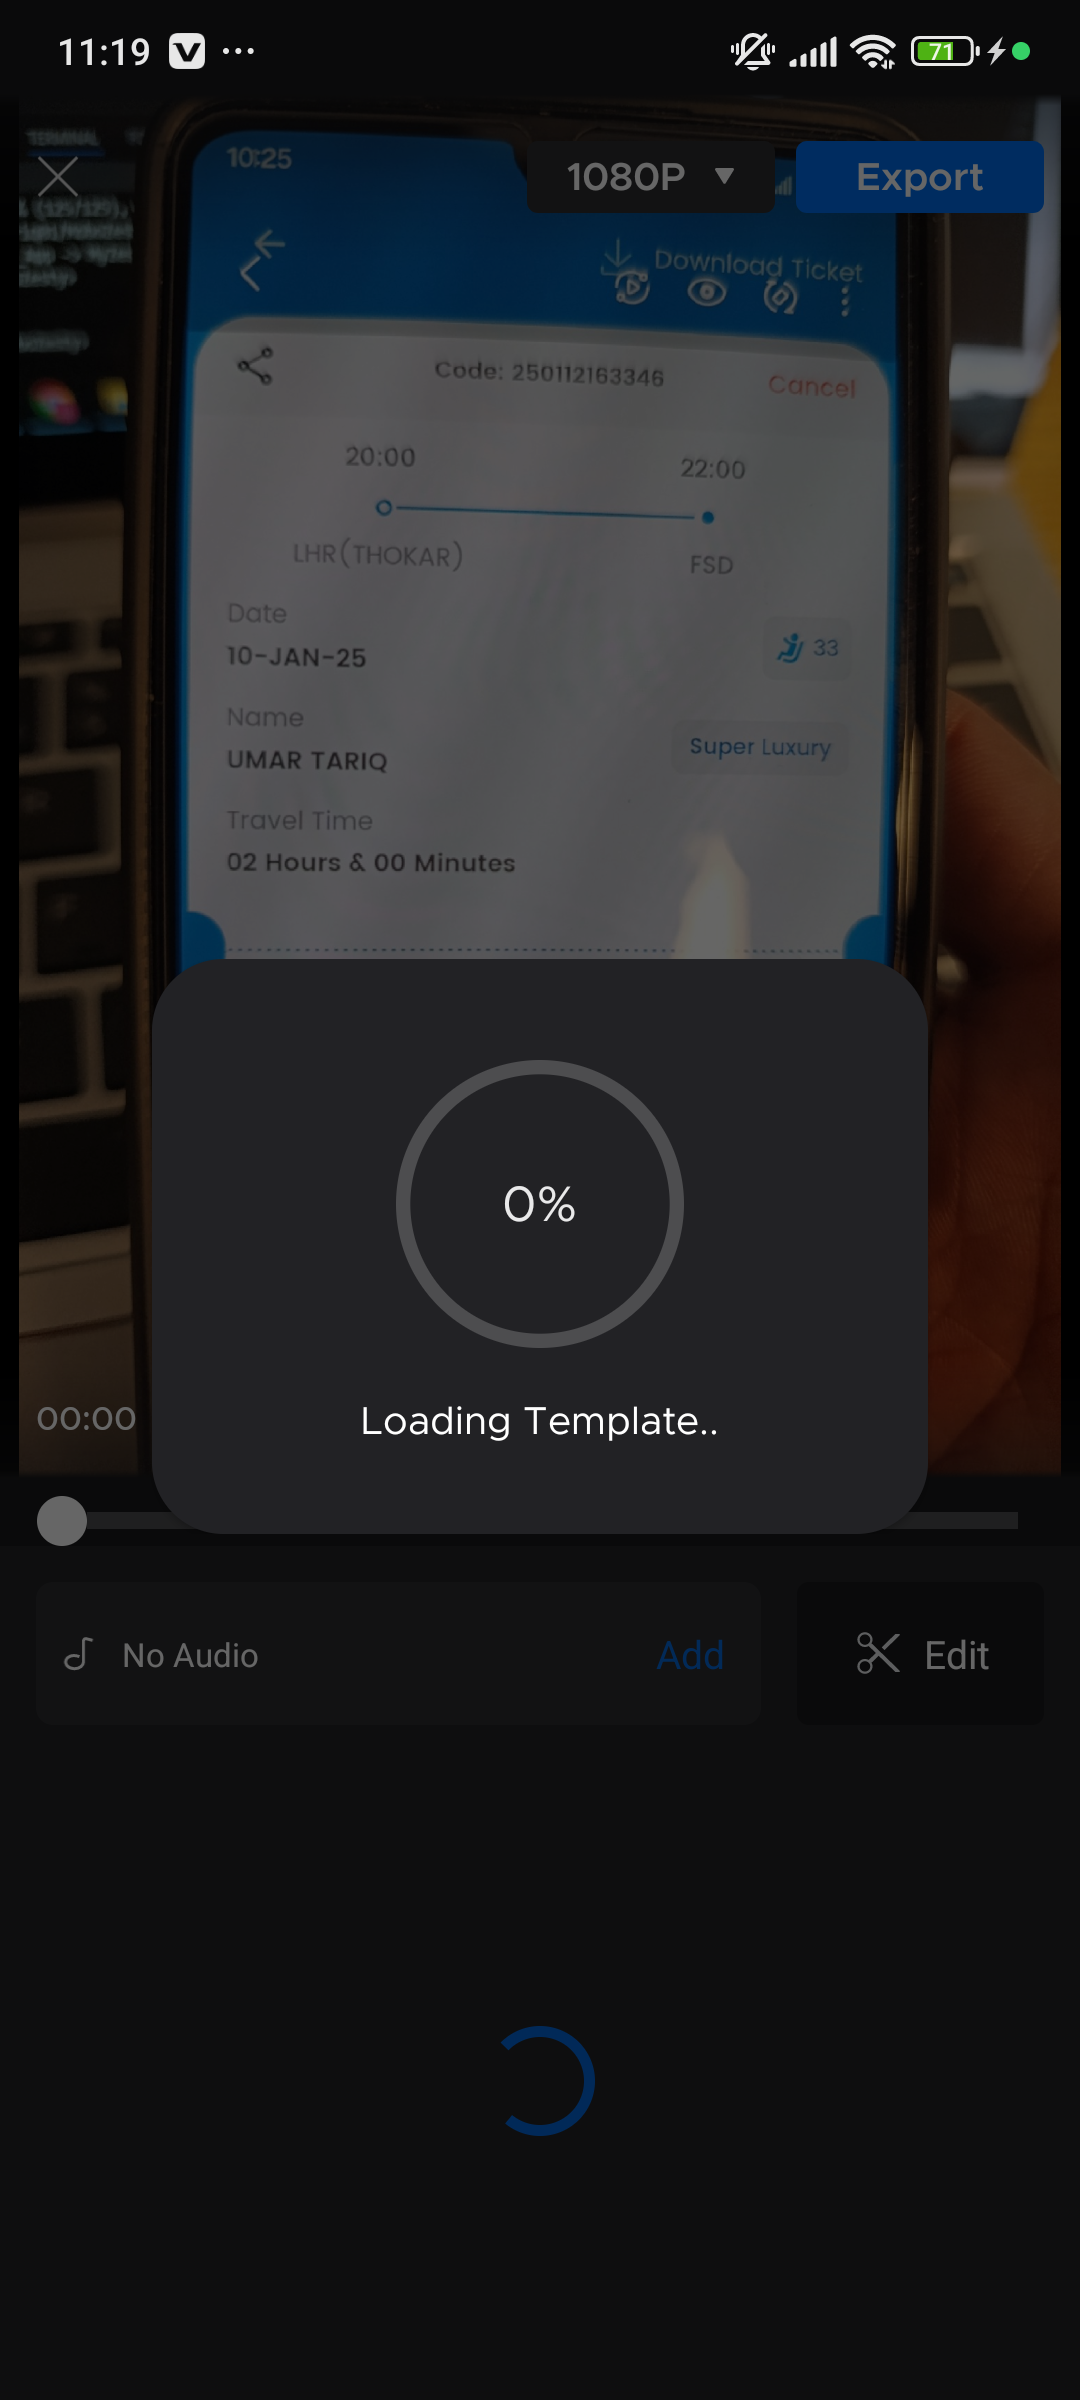 11:19
71
TERMINAL
10:25
1080P ▼
Export
Download Ticket
Code: 250112163346
Cancel
20:00
22:00
LHR(THOKAR)
FSD
Date
10-JAN-25
33
Name
UMAR TARIQ
Super Luxury
Travel Time
02 Hours & 00 Minutes
0%
Loading Template..
00:00
No Audio
Add
Edit